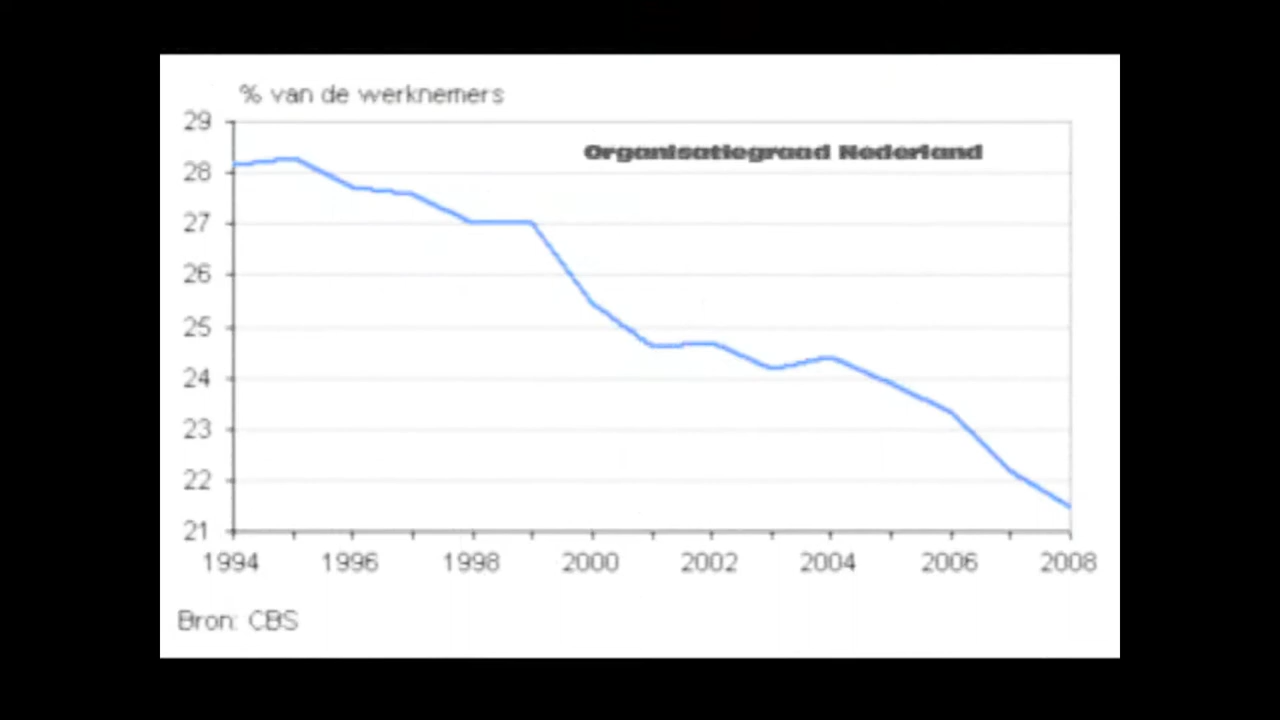 % van de werknemers
Organisatiegraad Nederland
29
28
27
26
25
24
23
22
21
1994 1996 1998 2000 2002 2004 2006 2008
Bron: CBS